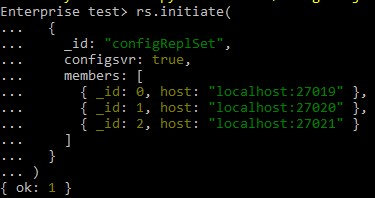 Enterprise test> rs.initiate(
...   {
...     _id: "configReplSet",
...     configsvr: true,
...     members: [
...       { _id: 0, host: "localhost:27019" },
...       { _id: 1, host: "localhost:27020" },
...       { _id: 2, host: "localhost:27021" }
...     ]
...   }
... )
{ ok: 1 }